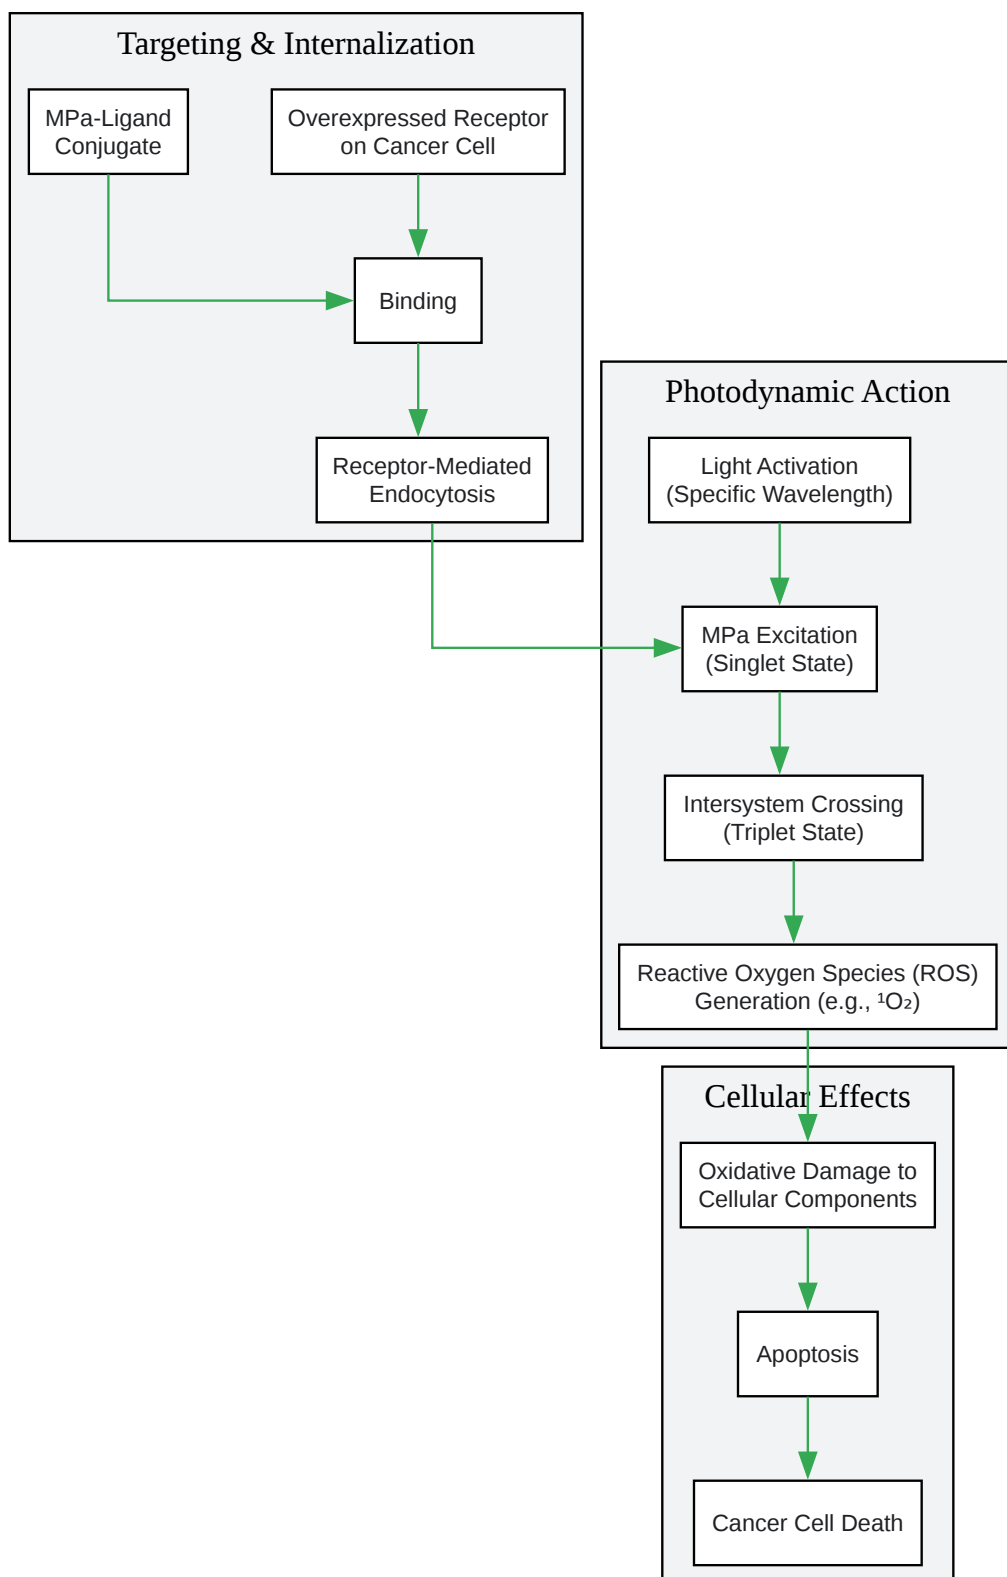 Targeting & Internalization
MPa-Ligand
Conjugate
Overexpressed Receptor
on Cancer Cell
Binding
Receptor-Mediated
Endocytosis
Photodynamic Action
Light Activation
(Specific Wavelength)
MPa Excitation
(Singlet State)
Intersystem Crossing
(Triplet State)
Reactive Oxygen Species (ROS)
Generation (e.g., ¹O₂)
Cellular Effects
Oxidative Damage to
Cellular Components
Apoptosis
Cancer Cell Death